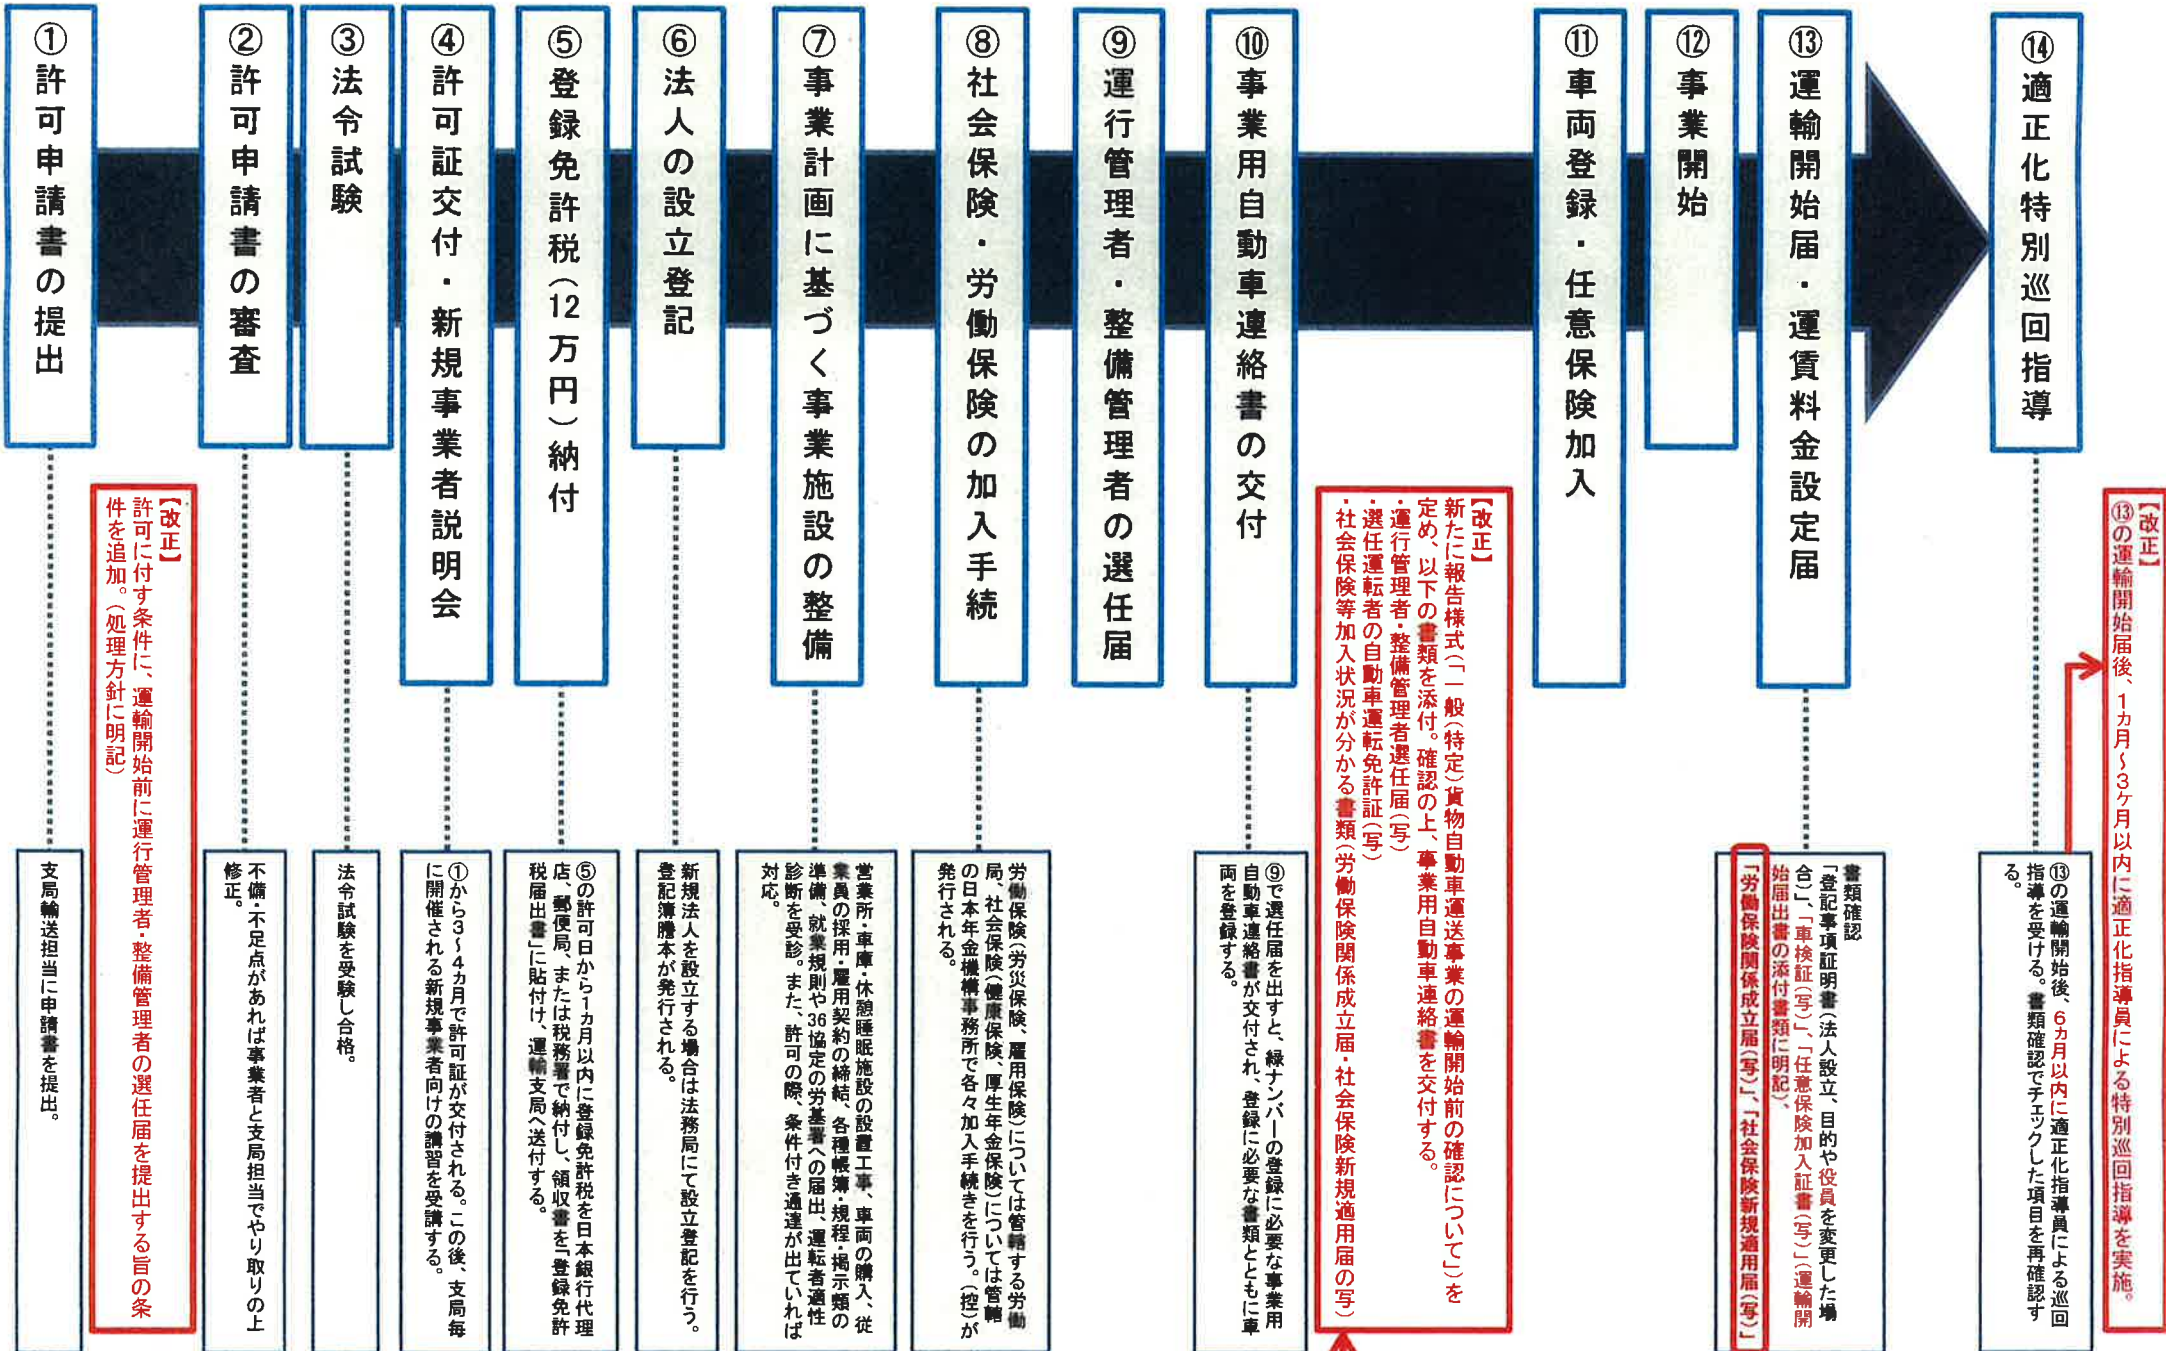 ①許可申請書の提出
②許可申請書の審査
③法令試験
④許可証交付・新規事業者説明会
⑤登録免許税(12万円)納付
⑥法人の設立登記
⑦事業計画に基づく事業施設の整備
⑧社会保険・労働保険の加入手続
⑨運行管理者・整備管理者の選任届
⑩事業用自動車連絡書の交付
⑪車両登録・任意保険加入
⑫事業開始
⑬運輸開始届・運賃料金設定届
⑭適正化特別巡回指導
【改正】
許可に付す条件に、運輸開始前に運行管理者・整備管理者の選任届を提出する旨の条
件を追加。(処理方針に明記)
【改正】
新たに報告様式(「一般(特定)貨物自動車運送事業の運輸開始前の確認について」)を
定め、以下の書類を添付。確認の上、事業用自動車連絡書を交付する。
・運行管理者・整備管理者選任届(写)
・選任運転者の自動車運転免許証(写)
・社会保険等加入状況が分かる書類(労働保険関係成立届・社会保険新規適用届の写)
【改正】
⑬の運輸開始届後、1カ月～3ケ月以内に適正化指導員による特別巡回指導を実施。
支局輸送担当に申請書を提出。
不備・不足点があれば事業者と支局担当でやり取りの上
修正。
法令試験を受験し合格。
①から3～4カ月で許可証が交付される。この後、支局毎
に開催される新規事業者向けの講習を受講する。
⑤の許可日から1カ月以内に登録免許税を日本銀行代理
店、郵便局、または税務署で納付し、領収書を「登録免許
税届出書」に貼付け、運輸支局へ送付する。
新規法人を設立する場合は法務局にて設立登記を行う。
登記簿謄本が発行される。
営業所・車庫・休憩睡眠施設の設置工事、車両の購入、従
業員の採用・雇用契約の締結、各種帳簿・規程・掲示類の
準備、就業規則や36協定の労基署への届出、運転者適性
診断を受診。また、許可の際、条件付き通達が出ていれば
対応。
労働保険(労災保険、雇用保険)については管轄する労働
局、社会保険(健康保険、厚生年金保険)については管轄
の日本年金機構事務所で各々加入手続きを行う。(控)が
発行される。
⑨で選任届を出すと、緑ナンバーの登録に必要な事業用
自動車連絡書が交付され、登録に必要な書類とともに車
両を登録する。
書類確認
「登記事項証明書(法人設立、目的や役員を変更した場
合)」、「車検証(写)」、「任意保険加入証書(写)」(運輸開
始届出書の添付書類に明記)、
「労働保険関係成立届(写)」、「社会保険新規適用届(写)」
⑬の運輸開始後、6カ月以内に適正化指導員による巡回
指導を受ける。書類確認でチェックした項目を再確認す
る。